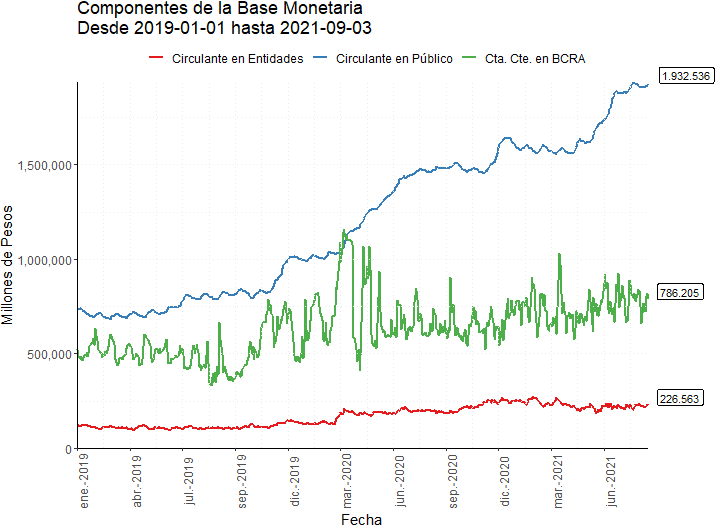 Componentes de la Base Monetaria
Desde 2019-01-01 hasta 2021-09-03
Circulante en Entidades Circulante en Público Cta. Cte. en BCRA
1.932.536
1,500,000
1,000,000
786.205
500,000
226.563
0
Millones de Pesos
ene.-2019 abr.-2019 jul.-2019 sep.-2019 dic.-2019 mar.-2020 jun.-2020 sep.-2020 dic.-2020 mar.-2021 jun.-2021
Fecha